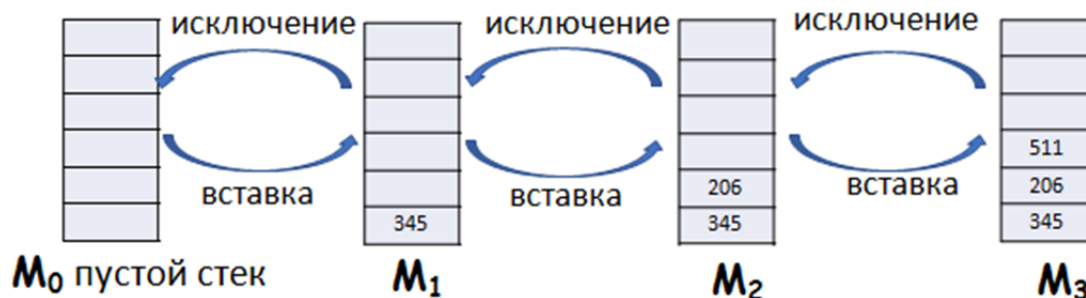 исключение исключение исключение
511
206 206
вставка вставка вставка
345 345 345
M₀ пустой стек M₁ M₂ M₃